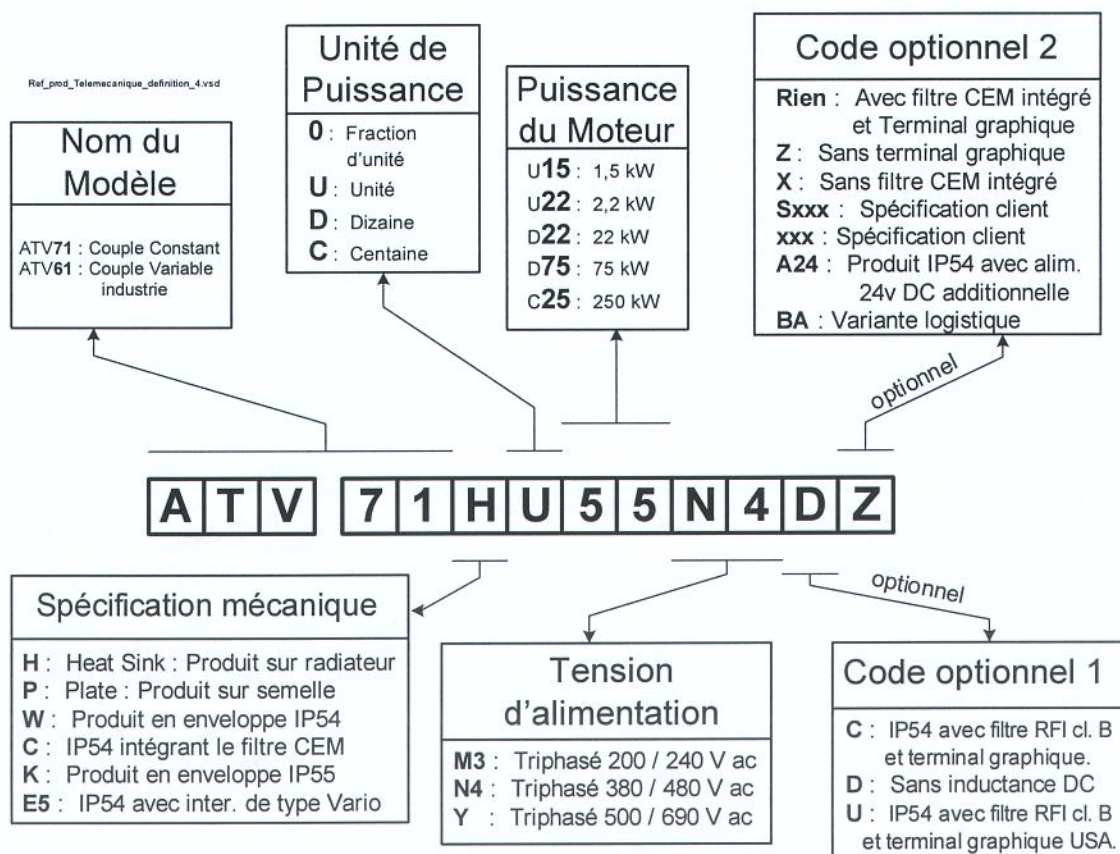 Ref_prod_Telemecanique_definition_4.vsd
Nom du
Modèle
ATV71 : Couple Constant
ATV61 : Couple Variable
industrie
Unité de
Puissance
0 : Fraction
d'unité
U : Unité
D : Dizaine
C : Centaine
Puissance
du Moteur
U15 : 1,5 kW
U22 : 2,2 kW
D22 : 22 kW
D75 : 75 kW
C25 : 250 kW
Code optionnel 2
Rien : Avec filtre CEM intégré
et Terminal graphique
Z : Sans terminal graphique
X : Sans filtre CEM intégré
Sxxx : Spécification client
xxx : Spécification client
A24 : Produit IP54 avec alim.
24v DC additionnelle
BA : Variante logistique
optionnel
ATV 71HU55N4DZ
optionnel
Spécification mécanique
H : Heat Sink : Produit sur radiateur
P : Plate : Produit sur semelle
W : Produit en enveloppe IP54
C : IP54 intégrant le filtre CEM
K : Produit en enveloppe IP55
E5 : IP54 avec inter. de type Vario
Tension
d'alimentation
M3 : Triphasé 200 / 240 V ac
N4 : Triphasé 380 / 480 V ac
Y : Triphasé 500 / 690 V ac
Code optionnel 1
C : IP54 avec filtre RFI cl. B
et terminal graphique.
D : Sans inductance DC
U : IP54 avec filtre RFI cl. B
et terminal graphique USA.